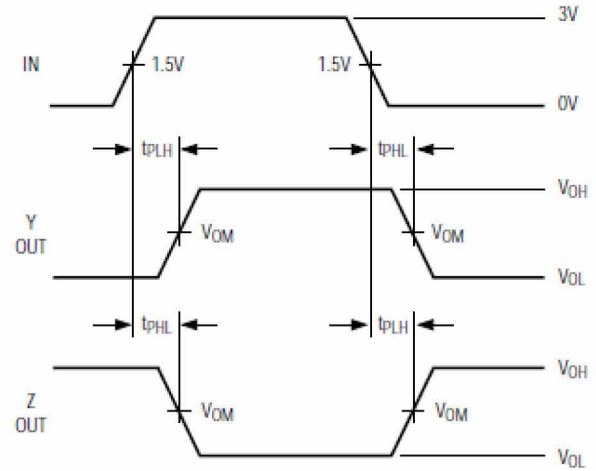 3V
IN
1.5V
1.5V
0V
tPLH
tPHL
VOH
Y
OUT
VOM
VOM
VOL
tPHL
tPLH
VOH
Z
OUT
VOM
VOM
VOL